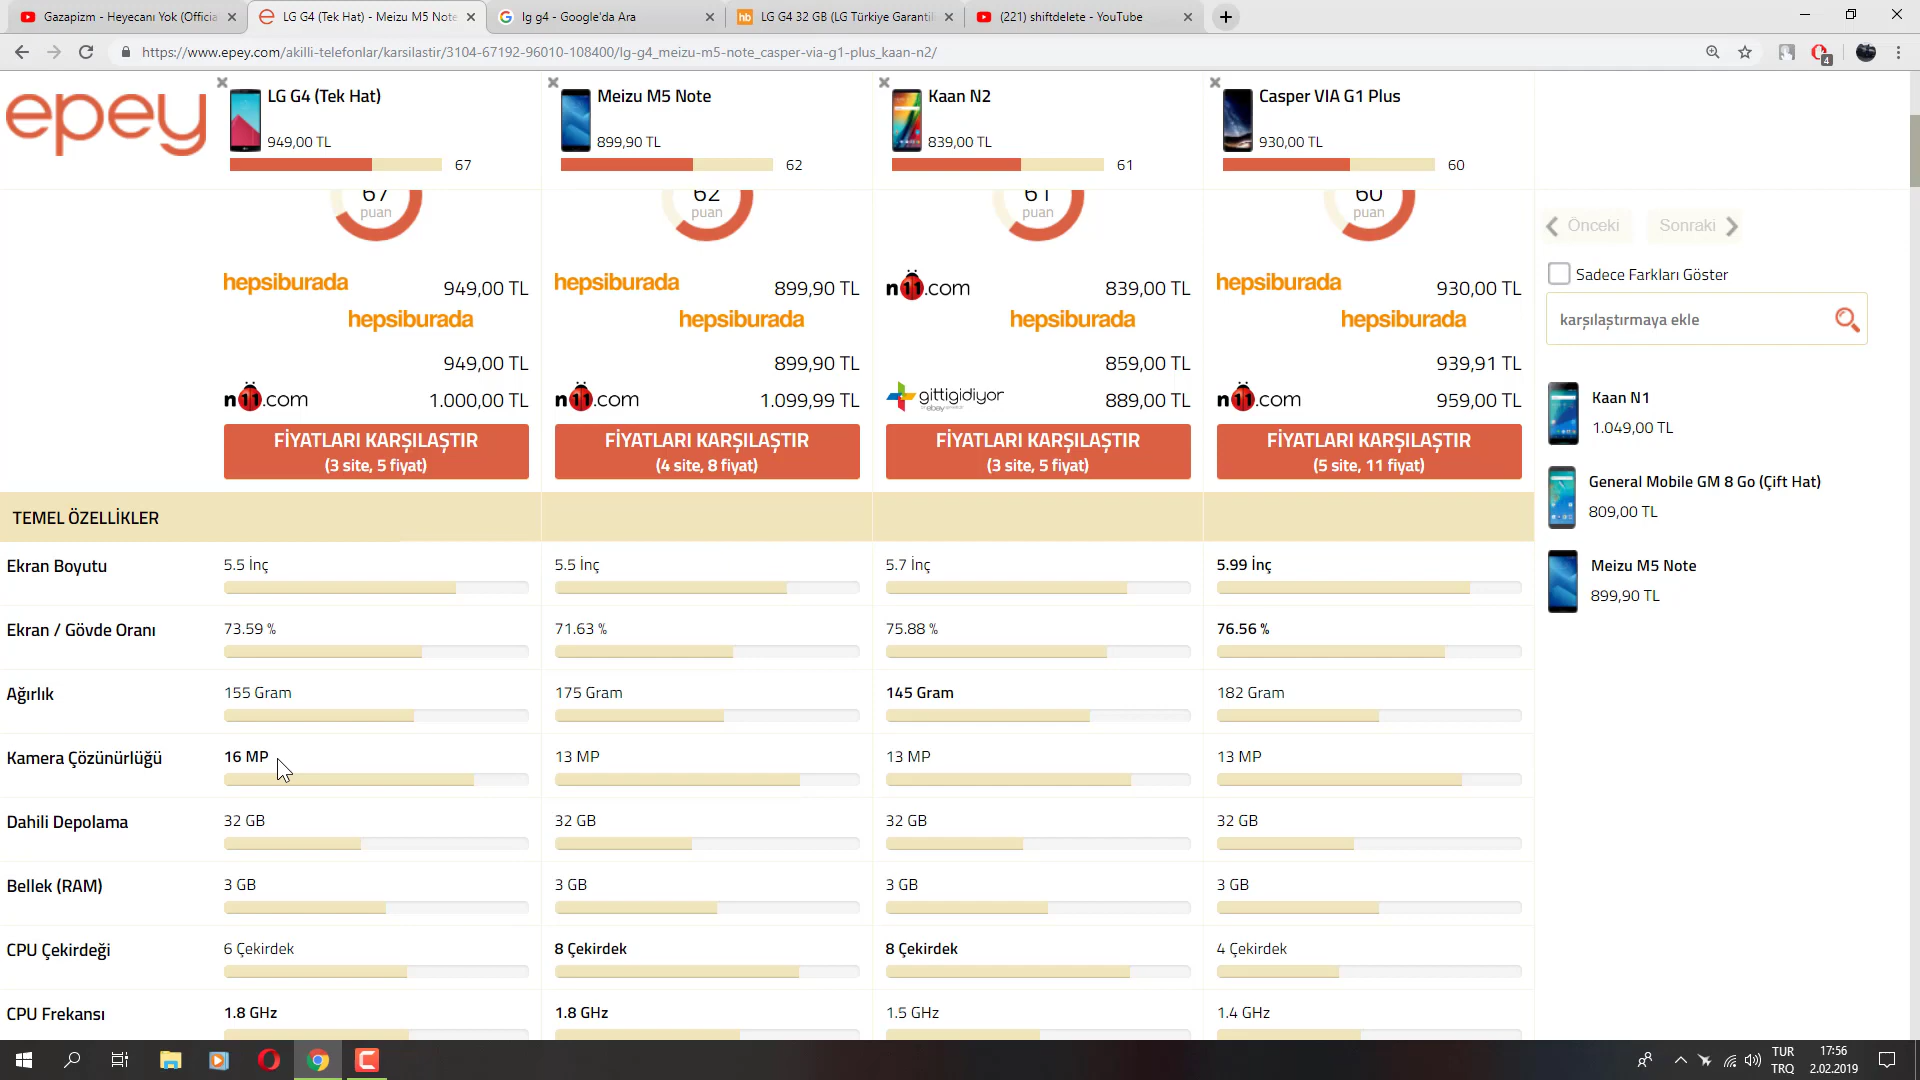 Gazapizm - Heyecanı Yok (Officia
LG G4 (Tek Hat) - Meizu M5 Note
lg g4 - Google'da Ara
LG G4 32 GB (LG Türkiye Garantili
(221) shiftdelete - YouTube
https://www.epey.com/akilli-telefonlar/karsilastir/3104-67192-96010-108400/lg-g4_meizu-m5-note_casper-via-g1-plus_kaan-n2/
4
epey
LG G4 (Tek Hat)
949,00 TL
67
Meizu M5 Note
899,90 TL
62
Kaan N2
839,00 TL
61
Casper VIA G1 Plus
930,00 TL
60
67 puan
62 puan
61 puan
60 puan
Önceki
Sonraki
Sadece Farkları Göster
karşılaştırmaya ekle
hepsiburada 949,00 TL
hepsiburada 899,90 TL
n11.com 839,00 TL
hepsiburada 930,00 TL
hepsiburada 949,00 TL
hepsiburada 899,90 TL
hepsiburada 859,00 TL
hepsiburada 939,91 TL
n11.com 1.000,00 TL
n11.com 1.099,99 TL
gittigidiyor 889,00 TL
n11.com 959,00 TL
FİYATLARI KARŞILAŞTIR
(3 site, 5 fiyat)
FİYATLARI KARŞILAŞTIR
(4 site, 8 fiyat)
FİYATLARI KARŞILAŞTIR
(3 site, 5 fiyat)
FİYATLARI KARŞILAŞTIR
(5 site, 11 fiyat)
Kaan N1
1.049,00 TL
General Mobile GM 8 Go (Çift Hat)
809,00 TL
Meizu M5 Note
899,90 TL
TEMEL ÖZELLİKLER
Ekran Boyutu 5.5 İnç 5.5 İnç 5.7 İnç 5.99 İnç
Ekran / Gövde Oranı 73.59 % 71.63 % 75.88 % 76.56 %
Ağırlık 155 Gram 175 Gram 145 Gram 182 Gram
Kamera Çözünürlüğü 16 MP 13 MP 13 MP 13 MP
Dahili Depolama 32 GB 32 GB 32 GB 32 GB
Bellek (RAM) 3 GB 3 GB 3 GB 3 GB
CPU Çekirdeği 6 Çekirdek 8 Çekirdek 8 Çekirdek 4 Çekirdek
CPU Frekansı 1.8 GHz 1.8 GHz 1.5 GHz 1.4 GHz
TUR
TRQ
17:56
2.02.2019